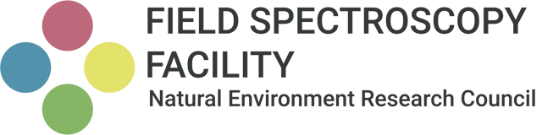 FIELD SPECTROSCOPY
FACILITY
Natural Environment Research Council